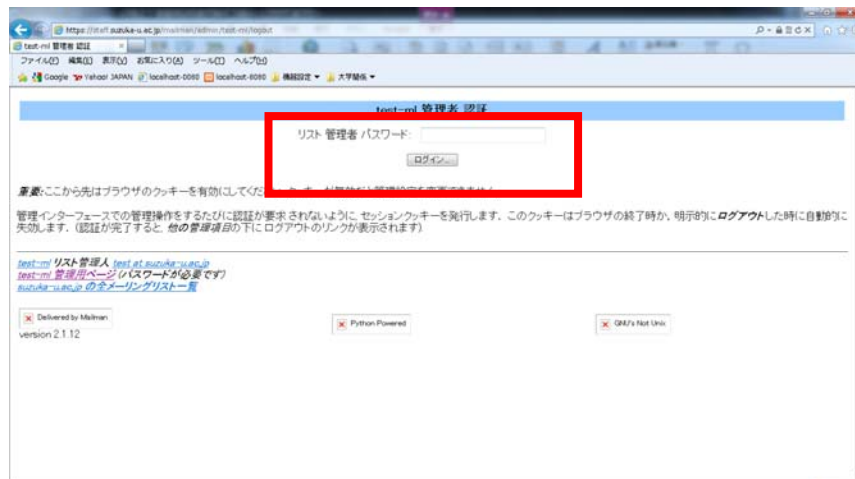 https://staff.suzuka-u.ac.jp/mailman/admin/test-ml/logout
test-ml 管理者 認証
ファイル(F) 編集(E) 表示(V) お気に入り(A) ツール(T) ヘルプ(H)
Google Yahoo! JAPAN localhost-8080 localhost-8080 機器設定 大学関係
test-ml 管理者 認証
リスト 管理者 パスワード:
ログイン...
重要:ここから先はブラウザのクッキーを有効にしてくだ
管理インターフェースでの管理操作をするたびに認証が要求 されないように, セッションクッキーを発行します. このクッキーはブラウザの終了時か, 明示的にログアウトした時に自動的に
失効します. (認証が完了すると, 他の管理項目の下にログアウトのリンクが表示されます)
test-ml リスト管理人 test at suzuka-u.ac.jp
test-ml 管理用ページ (パスワードが必要です)
suzuka-u.ac.jp の全メーリングリスト一覧
Delivered by Mailman
version 2.1.12
Python Powered
GNU's Not Unix